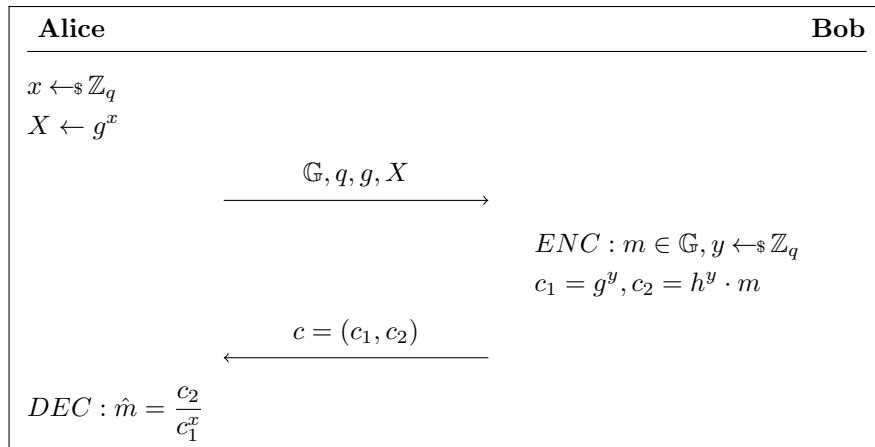 Alice Bob
x ←$ ℤ_q
X ← g^x
𝔾, q, g, X
ENC : m ∈ 𝔾, y ←$ ℤ_q
c_1 = g^y, c_2 = h^y · m
c = (c_1, c_2)
DEC : m̂ = c_2 / c_1^x